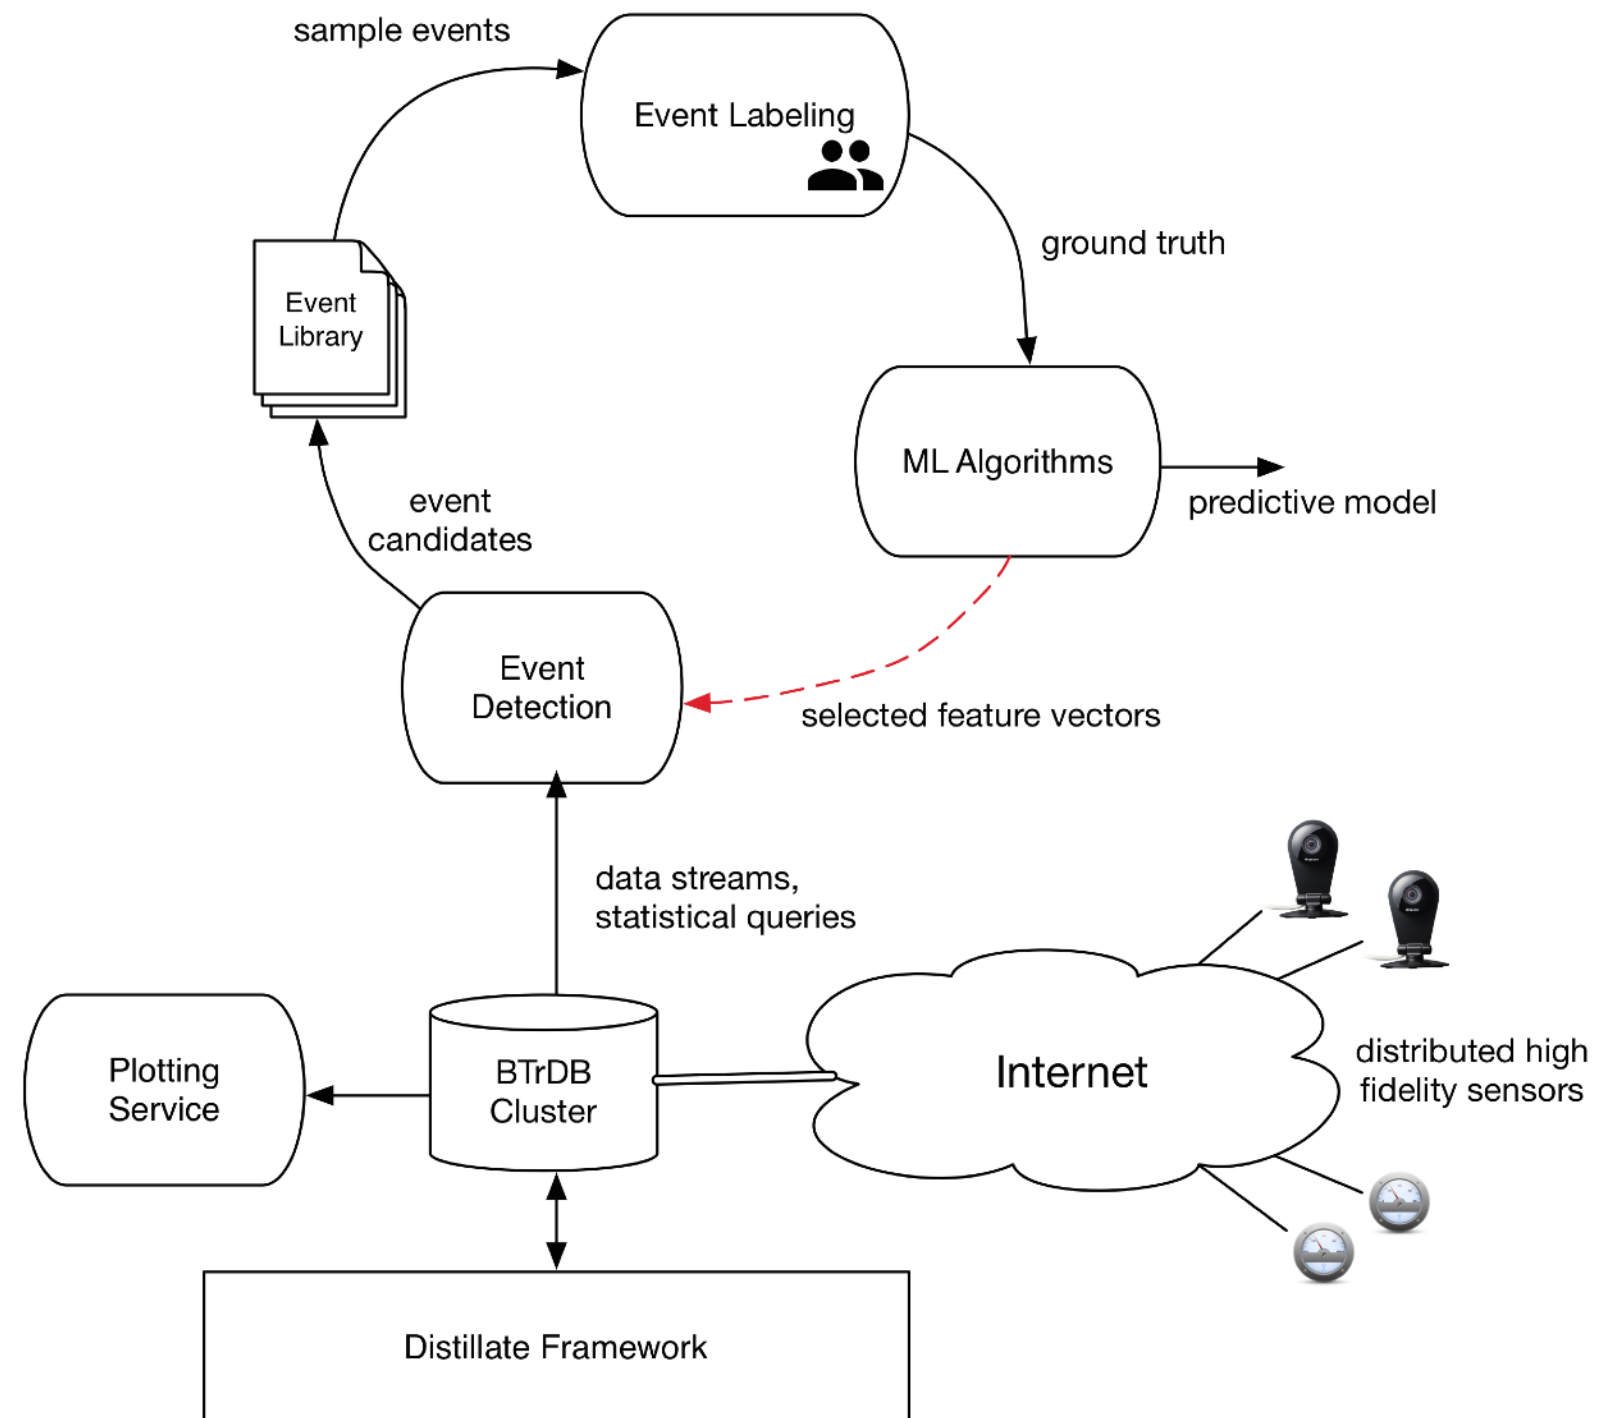 sample events
Event Labeling
ground truth
Event
Library
ML Algorithms
predictive model
event
candidates
Event
Detection
selected feature vectors
data streams,
statistical queries
Plotting
Service
BTrDB
Cluster
Internet
distributed high
fidelity sensors
Distillate Framework